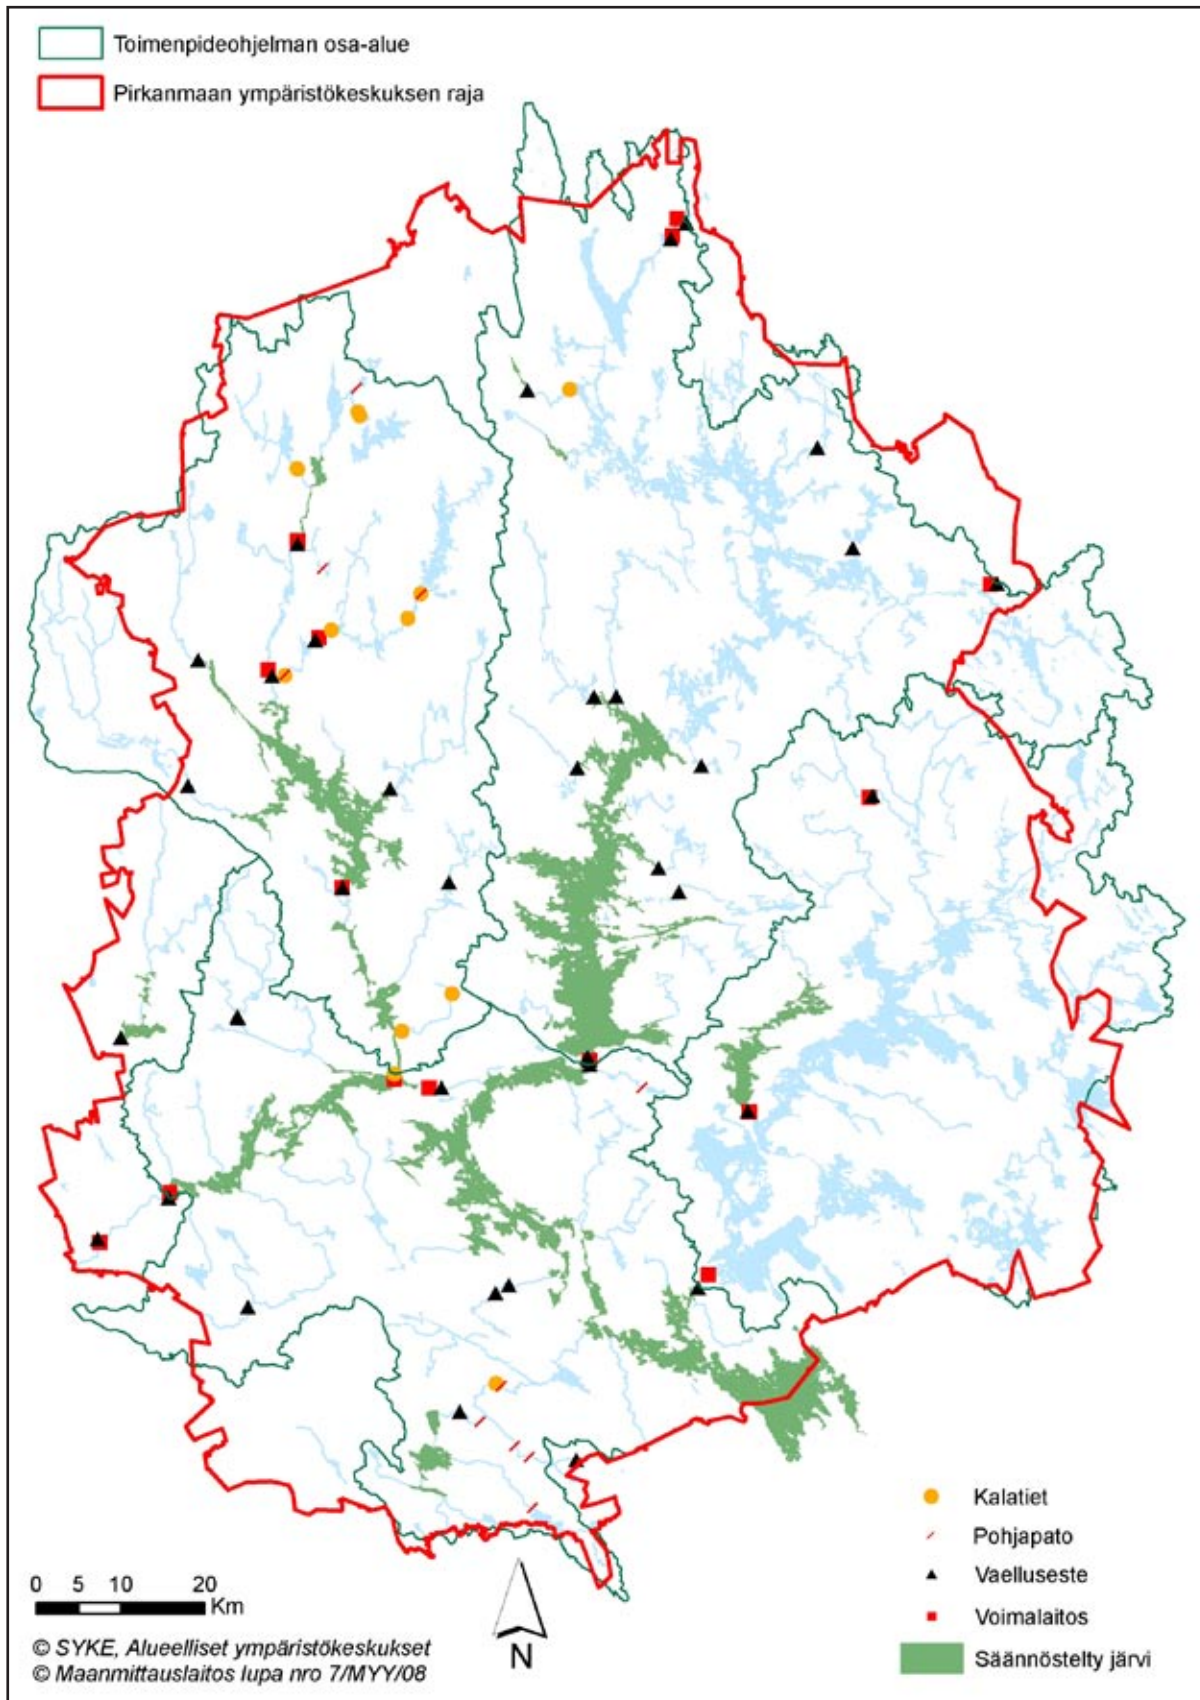 Toimenpideohjelman osa-alue
Pirkanmaan ympäristökeskuksen raja
Kalatiet
Pohjapato
Vaelluseste
Voimalaitos
Säännöstelty järvi
0 5 10 20
Km
N
© SYKE, Alueelliset ympäristökeskukset
© Maanmittauslaitos lupa nro 7/MYY/08